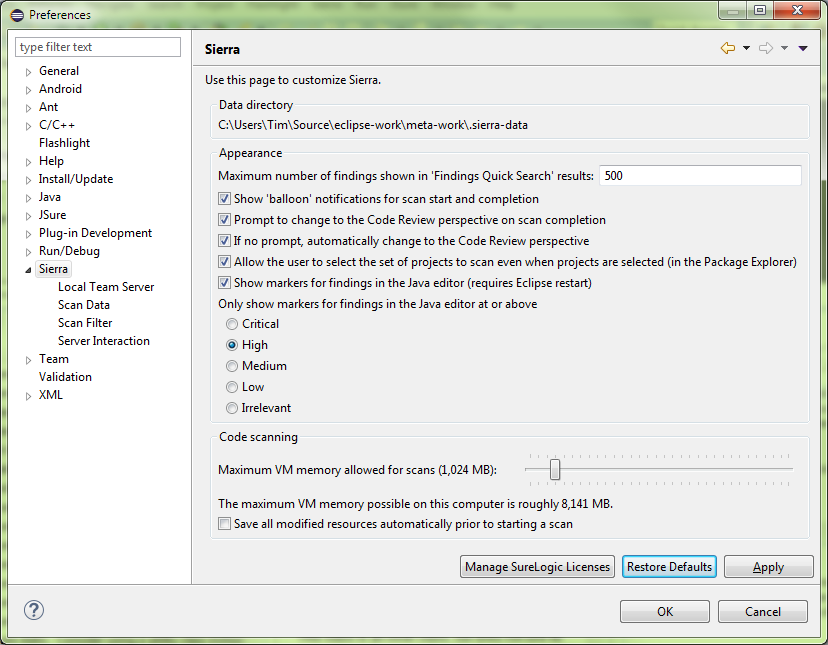 Preferences
type filter text
General
Android
Ant
C/C++
Flashlight
Help
Install/Update
Java
JSure
Plug-in Development
Run/Debug
Sierra
Local Team Server
Scan Data
Scan Filter
Server Interaction
Team
Validation
XML
Sierra
Use this page to customize Sierra.
Data directory
C:\Users\Tim\Source\eclipse-work\meta-work\.sierra-data
Appearance
Maximum number of findings shown in 'Findings Quick Search' results: 500
Show 'balloon' notifications for scan start and completion
Prompt to change to the Code Review perspective on scan completion
If no prompt, automatically change to the Code Review perspective
Allow the user to select the set of projects to scan even when projects are selected (in the Package Explorer)
Show markers for findings in the Java editor (requires Eclipse restart)
Only show markers for findings in the Java editor at or above
Critical
High
Medium
Low
Irrelevant
Code scanning
Maximum VM memory allowed for scans (1,024 MB):
The maximum VM memory possible on this computer is roughly 8,141 MB.
Save all modified resources automatically prior to starting a scan
Manage SureLogic Licenses Restore Defaults Apply
? OK Cancel